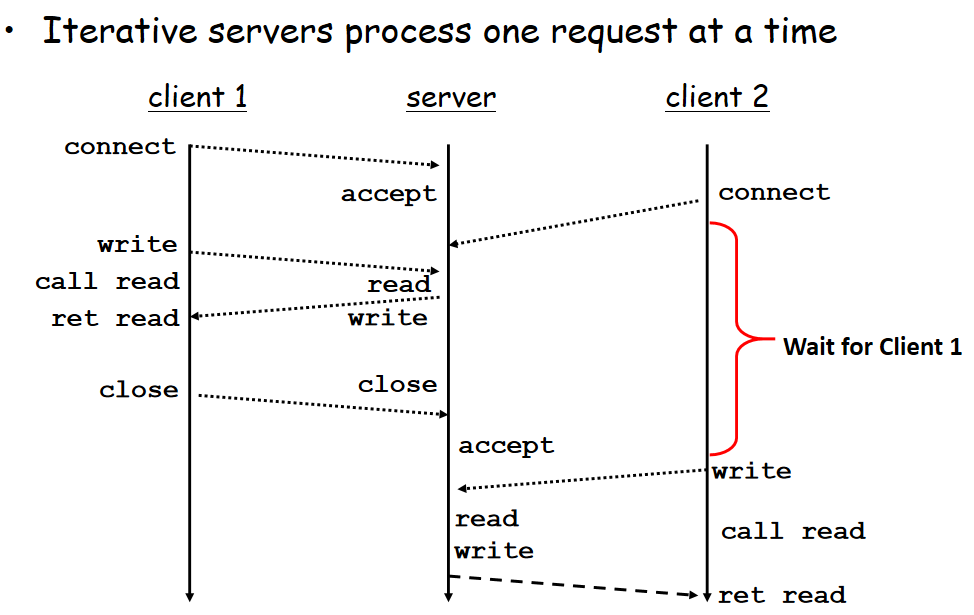 • Iterative servers process one request at a time
client 1 server client 2
connect
accept
connect
write
call read
read
ret read
write
Wait for Client 1
close
close
accept
write
read
call read
write
ret read